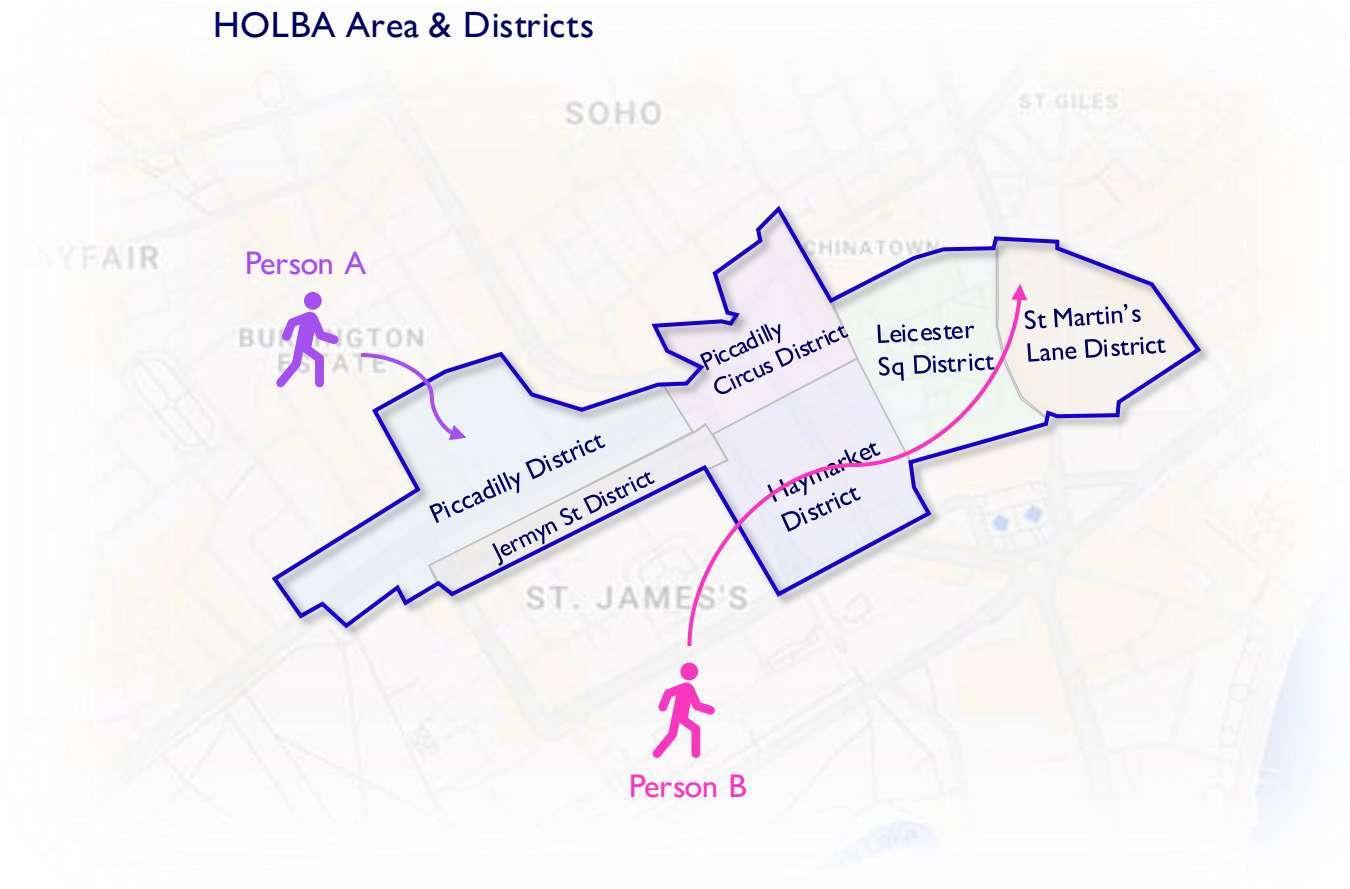 HOLBA Area & Districts
SOHO
ST GILES
CHINATOWN
AYFAIR
Person A
BURLINGTON
ESTATE
Piccadilly
Circus District
Leicester
Sq District
St Martin's
Lane District
Piccadilly District
Jermyn St District
Haymarket
District
ST. JAMES'S
Person B